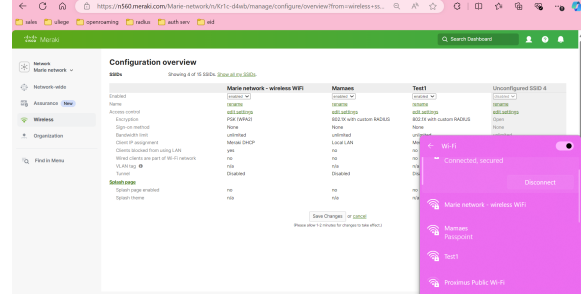 https://n560.meraki.com/Marie-network/n/Kr1c-d4wb/manage/configure/overview?from=wireless+ss...
sales
ullege
openroaming
radius
auth serv
eid
Meraki
Search Dashboard
Network
Marie network
Network-wide
Assurance New
Wireless
Organization
Find in Menu
Configuration overview
SSIDs Showing 4 of 15 SSIDs. Show all my SSIDs.
Marie network - wireless WiFi Mamaes Test1 Unconfigured SSID 4
Enabled enabled enabled enabled disabled
Name rename rename rename rename
Access control edit settings edit settings edit settings edit settings
Encryption PSK (WPA2) 802.1X with custom RADIUS 802.1X with custom RADIUS Open
Sign-on method None None None None
Bandwidth limit unlimited unlimited unlimited unlimited
Client IP assignment Meraki DHCP Local LAN Mer
Clients blocked from using LAN yes no no
Wired clients are part of Wi-Fi network no no no
VLAN tag n/a n/a n/a
Tunnel Disabled Disabled Disa
Splash page
Splash page enabled no no no
Splash theme n/a n/a n/a
Save Changes or cancel
(Please allow 1-2 minutes for changes to take effect.)
Wi-Fi
Connected, secured
Disconnect
Marie network - wireless WiFi
Mamaes
Passpoint
Test1
Proximus Public Wi-Fi